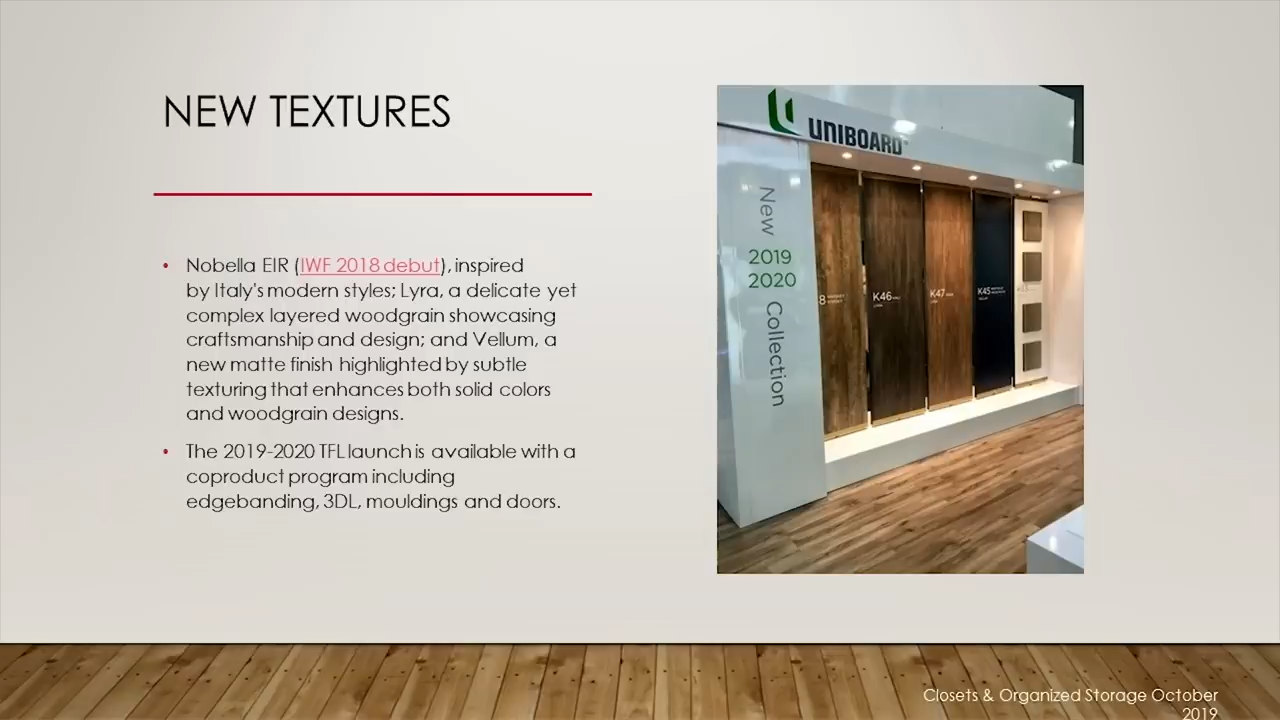 NEW TEXTURES
• Nobella EIR (IWF 2018 debut), inspired
by Italy's modern styles; Lyra, a delicate yet
complex layered woodgrain showcasing
craftsmanship and design; and Vellum, a
new matte finish highlighted by subtle
texturing that enhances both solid colors
and woodgrain designs.
• The 2019-2020 TFL launch is available with a
coproduct program including
edgebanding, 3DL, mouldings and doors.
UNIBOARD
New
2019
2020
Collection
8
K46
K47
K45
Closets & Organized Storage October
2019